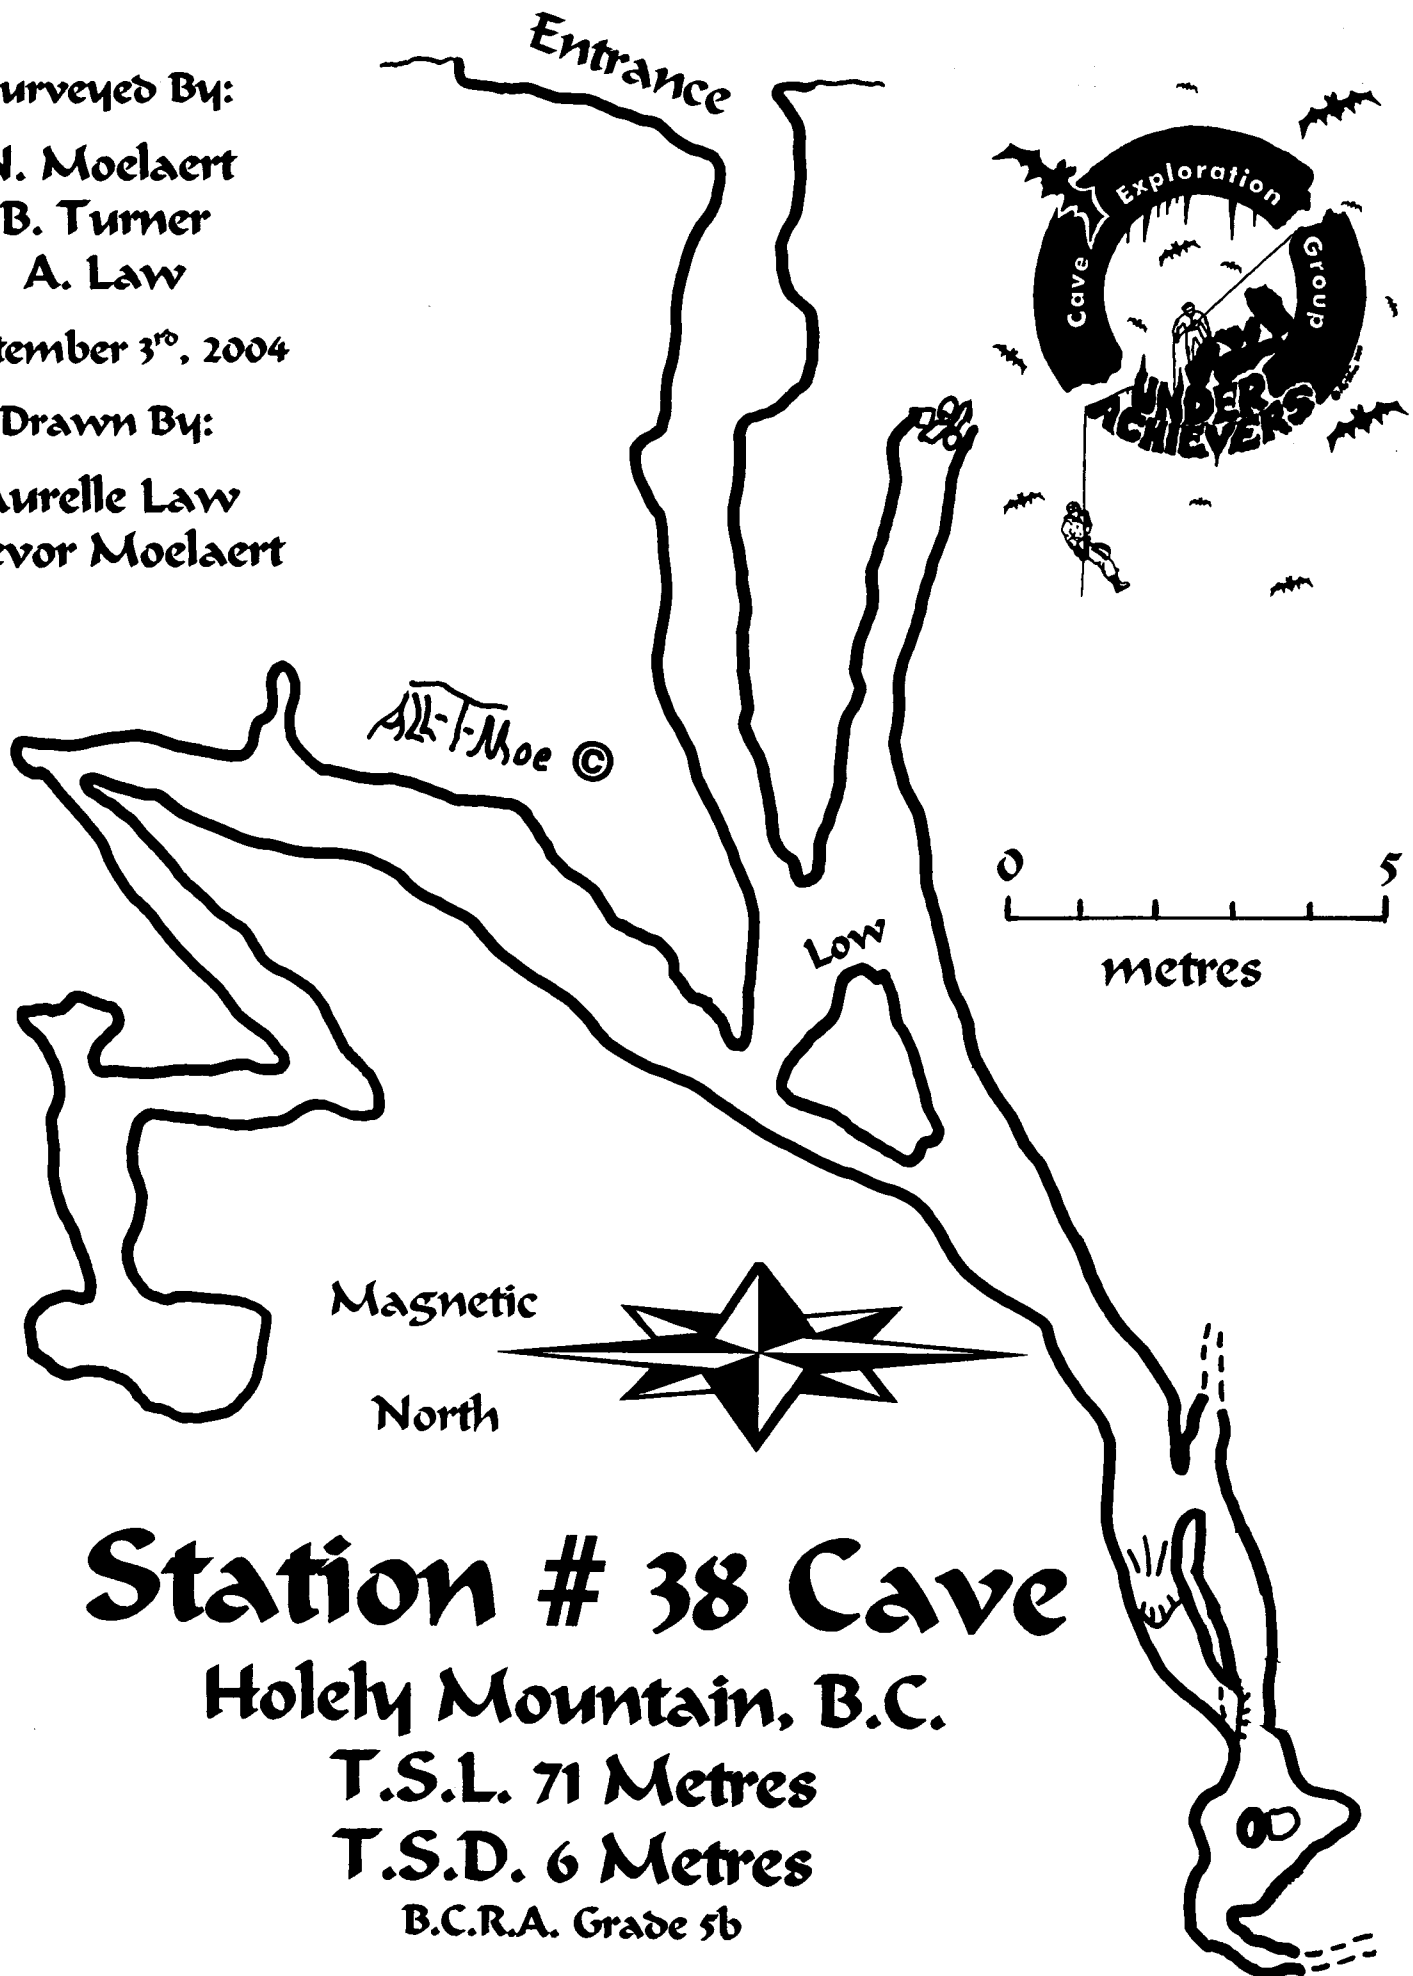 Entrance
urveyed By:
N. Moelaert
B. Turner
A. Law
tember 3rd, 2004
Drawn By:
urelle Law
evor Moelaert
Cave Exploration Group
UNDER
ACHIEVERS
All-T-Moe ©
0 5
metres
Low
Magnetic
North
Station # 38 Cave
Holely Mountain, B.C.
T.S.L. 71 Metres
T.S.D. 6 Metres
B.C.R.A. Grade 5b